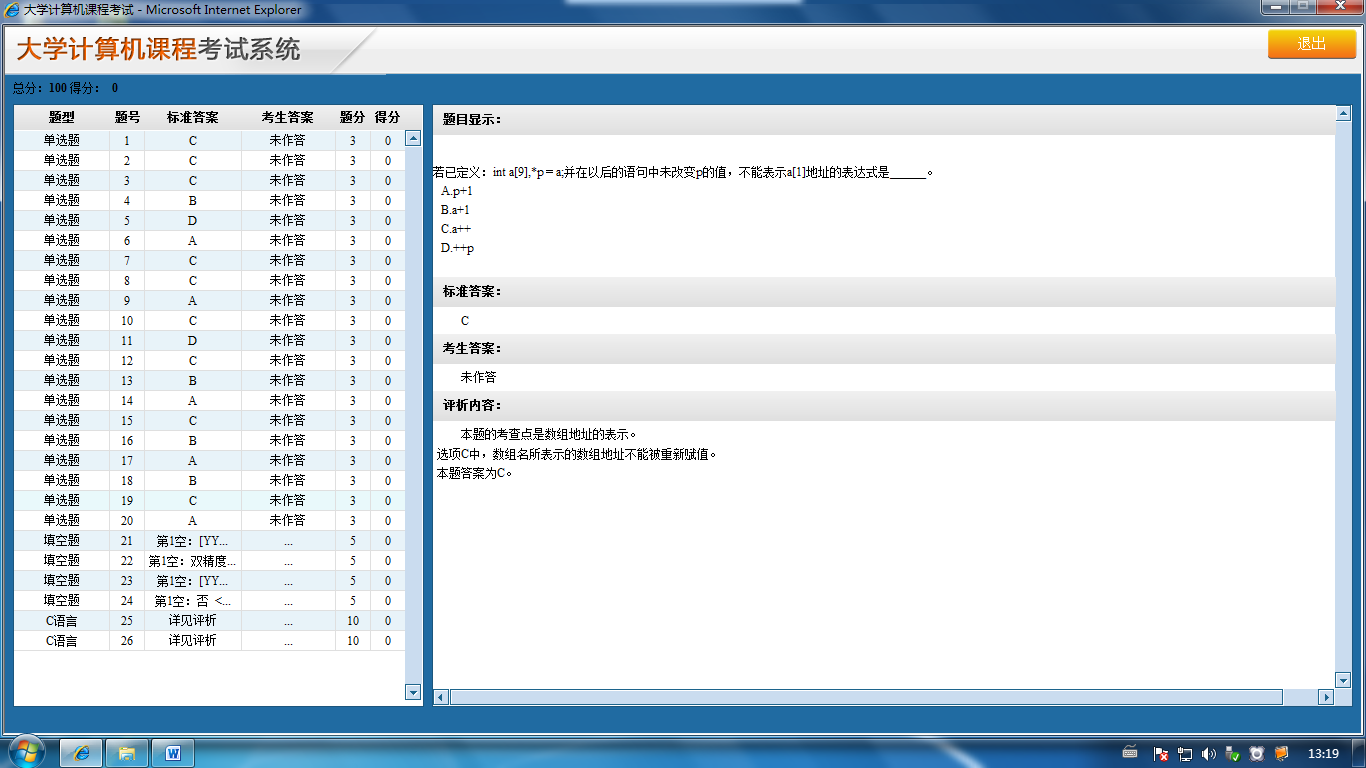 大学计算机课程考试 - Microsoft Internet Explorer
大学计算机课程考试系统
退出
总分：100 得分： 0
题型 题号 标准答案 考生答案 题分 得分
单选题 1 C 未作答 3 0
单选题 2 C 未作答 3 0
单选题 3 C 未作答 3 0
单选题 4 B 未作答 3 0
单选题 5 D 未作答 3 0
单选题 6 A 未作答 3 0
单选题 7 C 未作答 3 0
单选题 8 C 未作答 3 0
单选题 9 A 未作答 3 0
单选题 10 C 未作答 3 0
单选题 11 D 未作答 3 0
单选题 12 C 未作答 3 0
单选题 13 B 未作答 3 0
单选题 14 A 未作答 3 0
单选题 15 C 未作答 3 0
单选题 16 B 未作答 3 0
单选题 17 A 未作答 3 0
单选题 18 B 未作答 3 0
单选题 19 C 未作答 3 0
单选题 20 A 未作答 3 0
填空题 21 第1空：[YY... ... 5 0
填空题 22 第1空：双精度... ... 5 0
填空题 23 第1空：[YY... ... 5 0
填空题 24 第1空：否 <... ... 5 0
C语言 25 详见评析 ... 10 0
C语言 26 详见评析 ... 10 0
题目显示：
若已定义：int a[9],*p = a;并在以后的语句中未改变p的值，不能表示a[1]地址的表达式是______。
A.p+1
B.a+1
C.a++
D.++p
标准答案：
C
考生答案：
未作答
评析内容：
本题的考查点是数组地址的表示。
选项C中，数组名所表示的数组地址不能被重新赋值。
本题答案为C。
13:19